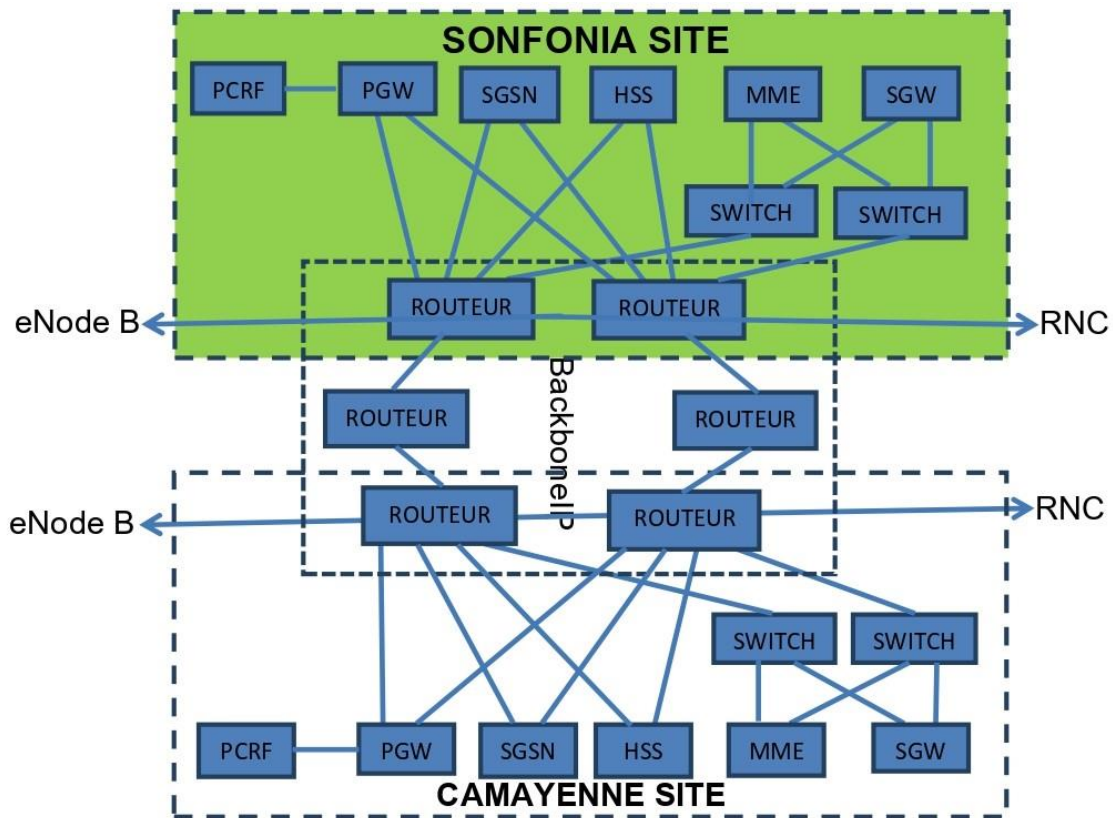 SONFONIA SITE
PCRF
PGW
SGSN
HSS
MME
SGW
SWITCH
SWITCH
ROUTEUR
ROUTEUR
eNode B
RNC
BackboneIP
ROUTEUR
ROUTEUR
ROUTEUR
ROUTEUR
eNode B
RNC
SWITCH
SWITCH
PCRF
PGW
SGSN
HSS
MME
SGW
CAMAYENNE SITE